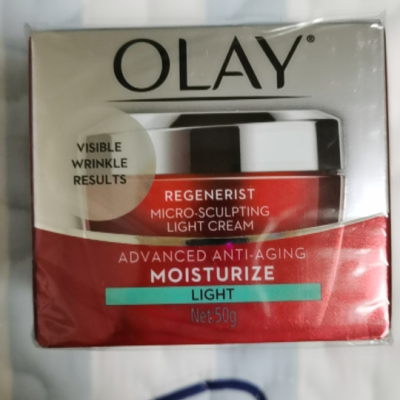 OLAY®
VISIBLE
WRINKLE
RESULTS
REGENERIST
MICRO-SCULPTING
LIGHT CREAM
ADVANCED ANTI-AGING
MOISTURIZE
LIGHT
Net 50g